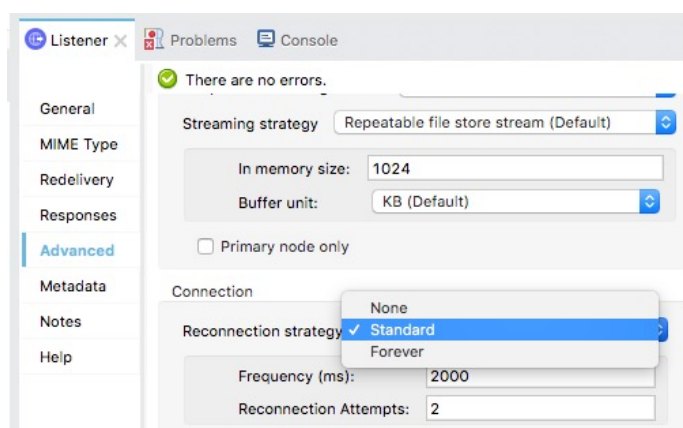 Listener Problems Console
There are no errors.
General
Streaming strategy Repeatable file store stream (Default)
MIME Type
In memory size: 1024
Redelivery
Buffer unit: KB (Default)
Responses
Advanced
Primary node only
Metadata
Connection
None
Notes
Reconnection strategy ✓ Standard
Forever
Help
Frequency (ms): 2000
Reconnection Attempts: 2